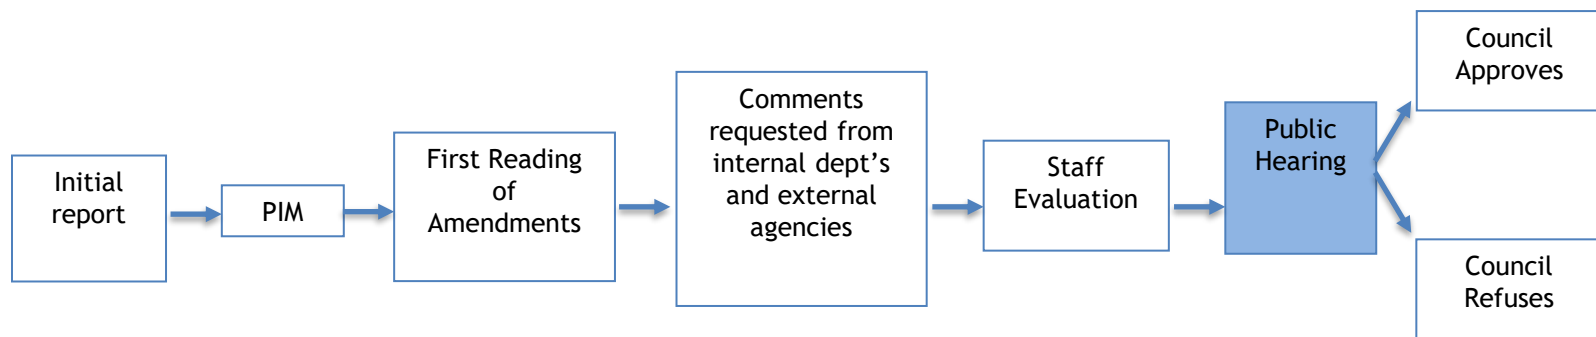 Initial
report
PIM
First Reading
of
Amendments
Comments
requested from
internal dept’s
and external
agencies
Staff
Evaluation
Public
Hearing
Council
Approves
Council
Refuses